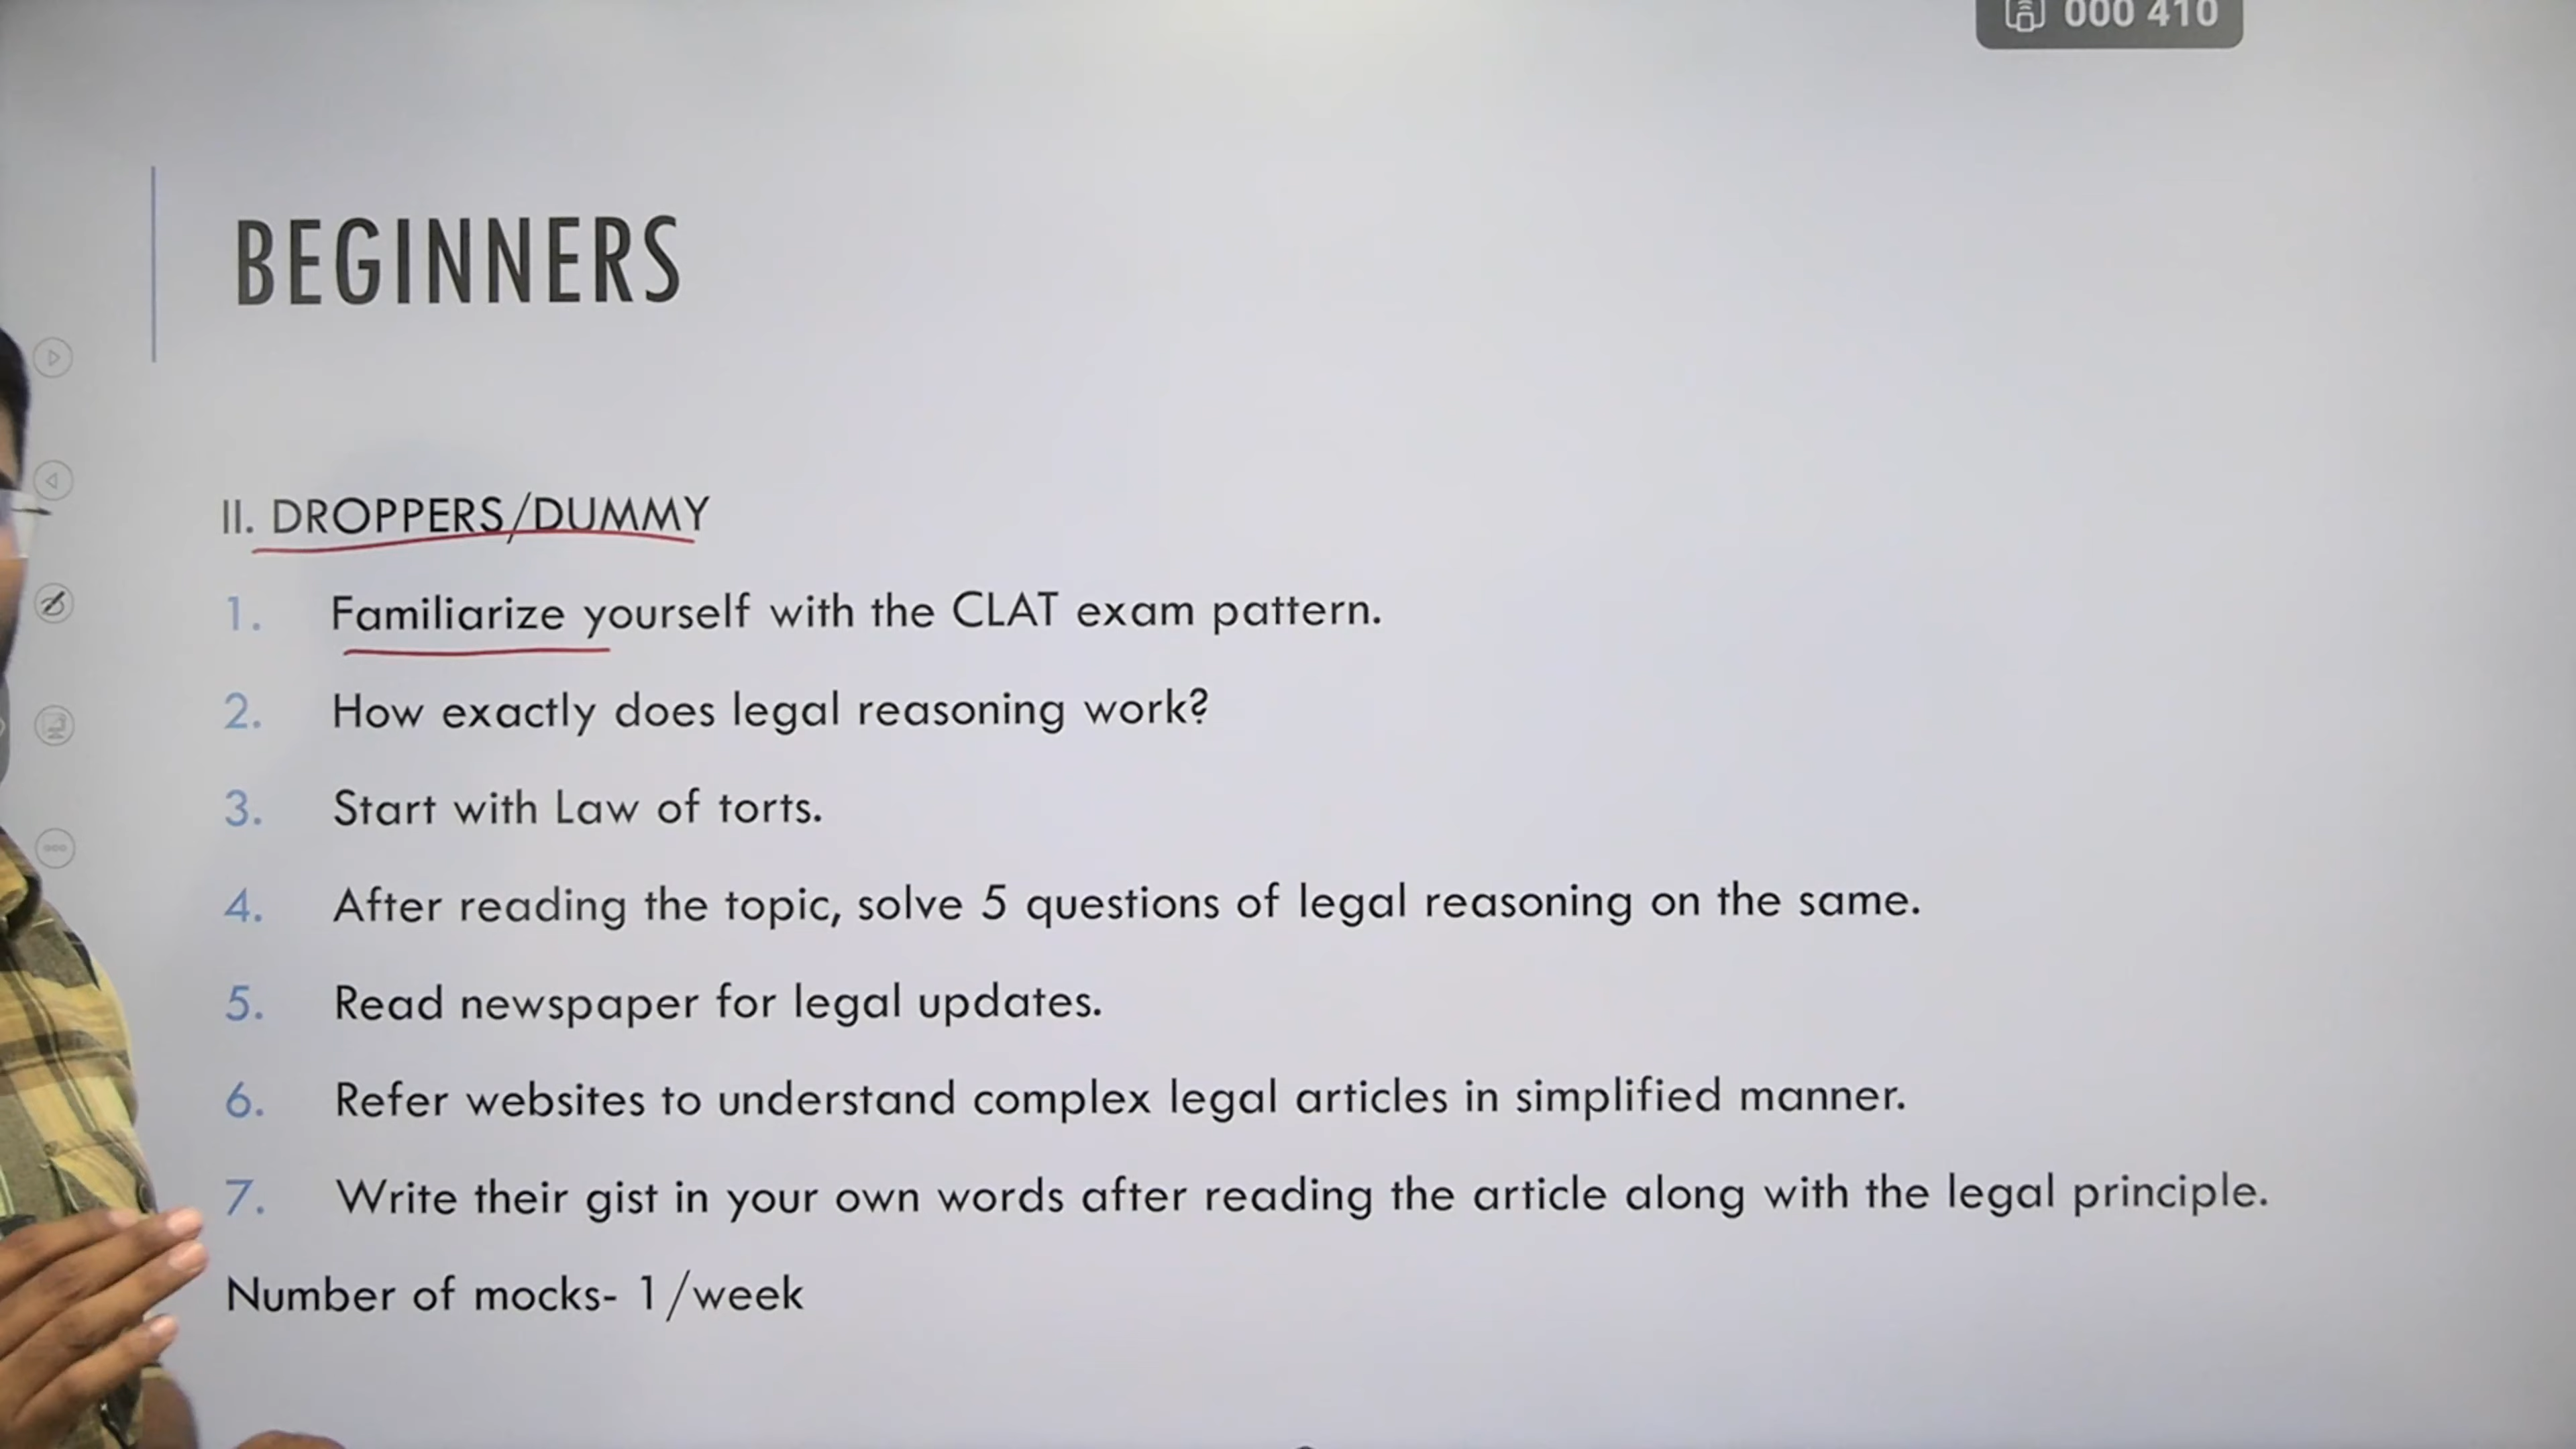 000 410
BEGINNERS
II. DROPPERS/DUMMY
1. Familiarize yourself with the CLAT exam pattern.
2. How exactly does legal reasoning work?
3. Start with Law of torts.
4. After reading the topic, solve 5 questions of legal reasoning on the same.
5. Read newspaper for legal updates.
6. Refer websites to understand complex legal articles in simplified manner.
7. Write their gist in your own words after reading the article along with the legal principle.
Number of mocks- 1/week